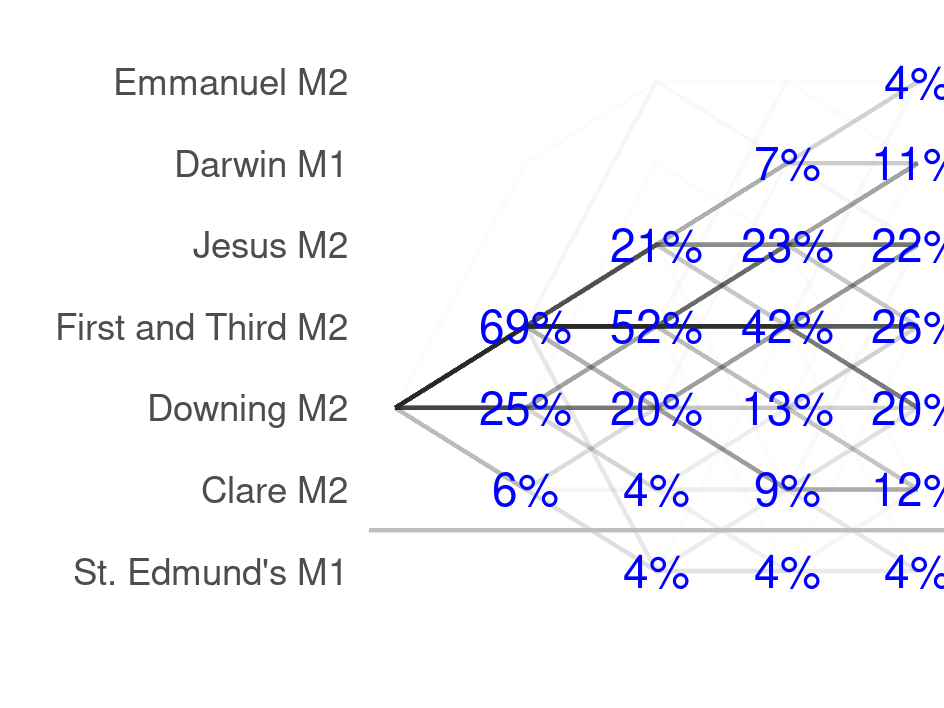 Emmanuel M2 4%
Darwin M1 7% 11%
Jesus M2 21% 23% 22%
First and Third M2 69% 52% 42% 26%
Downing M2 25% 20% 13% 20%
Clare M2 6% 4% 9% 12%
St. Edmund's M1 4% 4% 4%